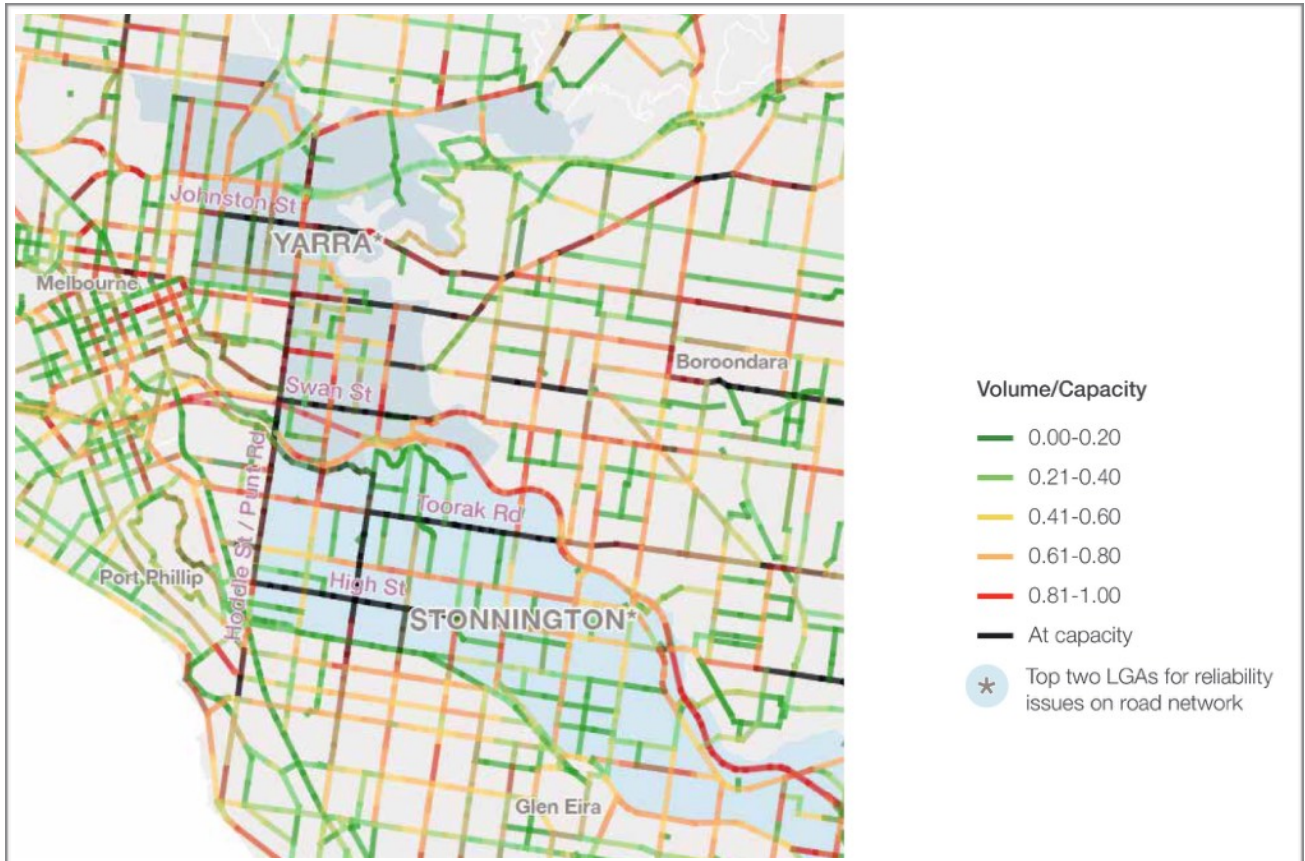 Johnston St
YARRA*
Melbourne
Boroondara
Swan St
Hoddle St / Punt Rd
Toorak Rd
Port Phillip
High St
STONNINGTON*
Glen Eira
Volume/Capacity
0.00-0.20
0.21-0.40
0.41-0.60
0.61-0.80
0.81-1.00
At capacity
* Top two LGAs for reliability
issues on road network